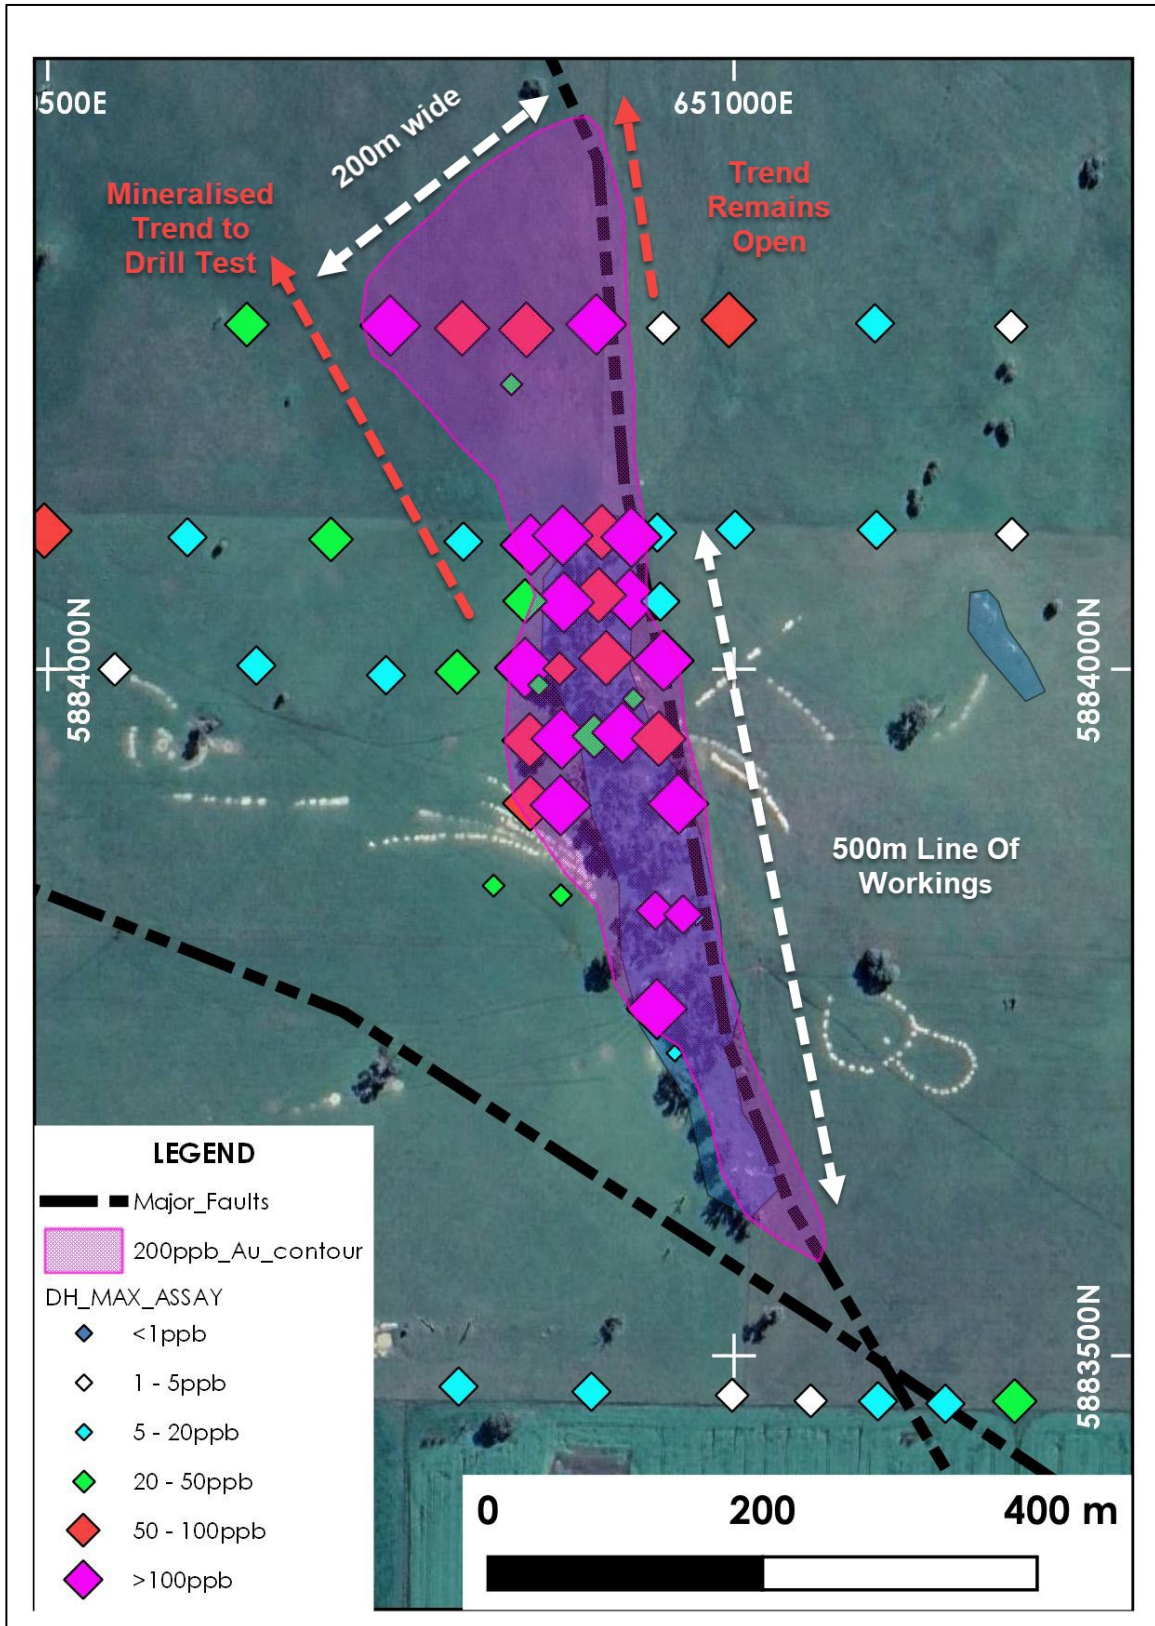 0500E
651000E
200m wide
Mineralised
Trend to
Drill Test
Trend
Remains
Open
5884000N
5884000N
500m Line Of
Workings
LEGEND
Major_Faults
200ppb_Au_contour
DH_MAX_ASSAY
<1ppb
1 - 5ppb
5 - 20ppb
20 - 50ppb
50 - 100ppb
>100ppb
5883500N
0 200 400 m